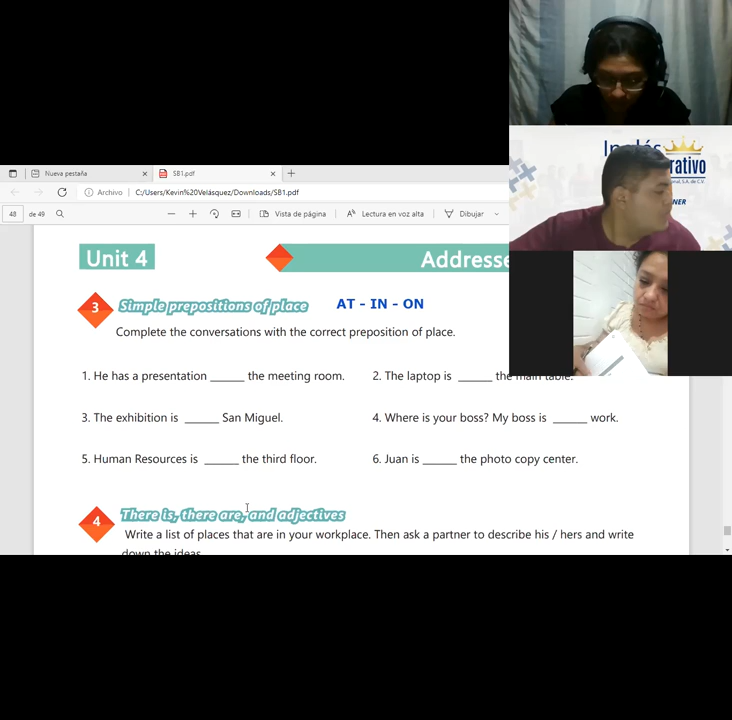 Nueva pestaña
SB1.pdf
Archivo
C:/Users/Kevin%20Velásquez/Downloads/SB1.pdf
48 de 49
Vista de página
Lectura en voz alta
Dibujar
Unit 4
Addresse
3 Simple prepositions of place AT - IN - ON
Complete the conversations with the correct preposition of place.
1. He has a presentation ______ the meeting room.
2. The laptop is ______ the main table.
3. The exhibition is ______ San Miguel.
4. Where is your boss? My boss is ______ work.
5. Human Resources is ______ the third floor.
6. Juan is ______ the photo copy center.
4 There is, there are, and adjectives
Write a list of places that are in your workplace. Then ask a partner to describe his / hers and write
down the ideas.
Inglés
rativo
S.A. de C.V.
NER